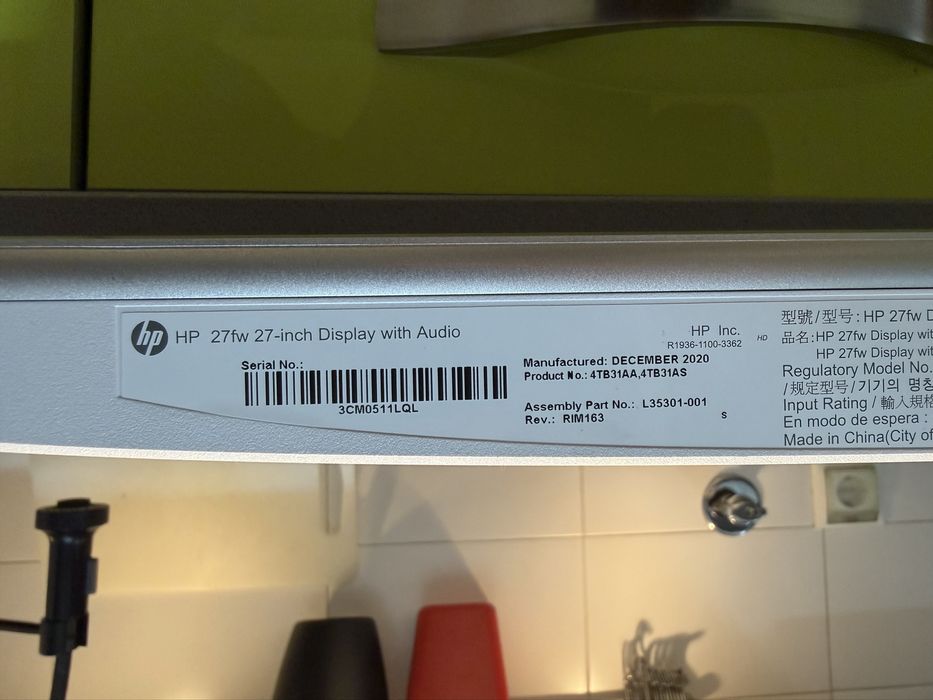 hp HP 27fw 27-inch Display with Audio
Serial No.:
3CM0511LQL
HP Inc.
R1936-1100-3362
HD
Manufactured: DECEMBER 2020
Product No.: 4TB31AA,4TB31AS
Assembly Part No.: L35301-001
Rev.: RIM163
S
型號/型号: HP 27fw D
品名: HP 27fw Display wit
HP 27fw Display wit
Regulatory Model No.
/规定型号/기기의 명칭
Input Rating / 輸入規格
En modo de espera :
Made in China(City of